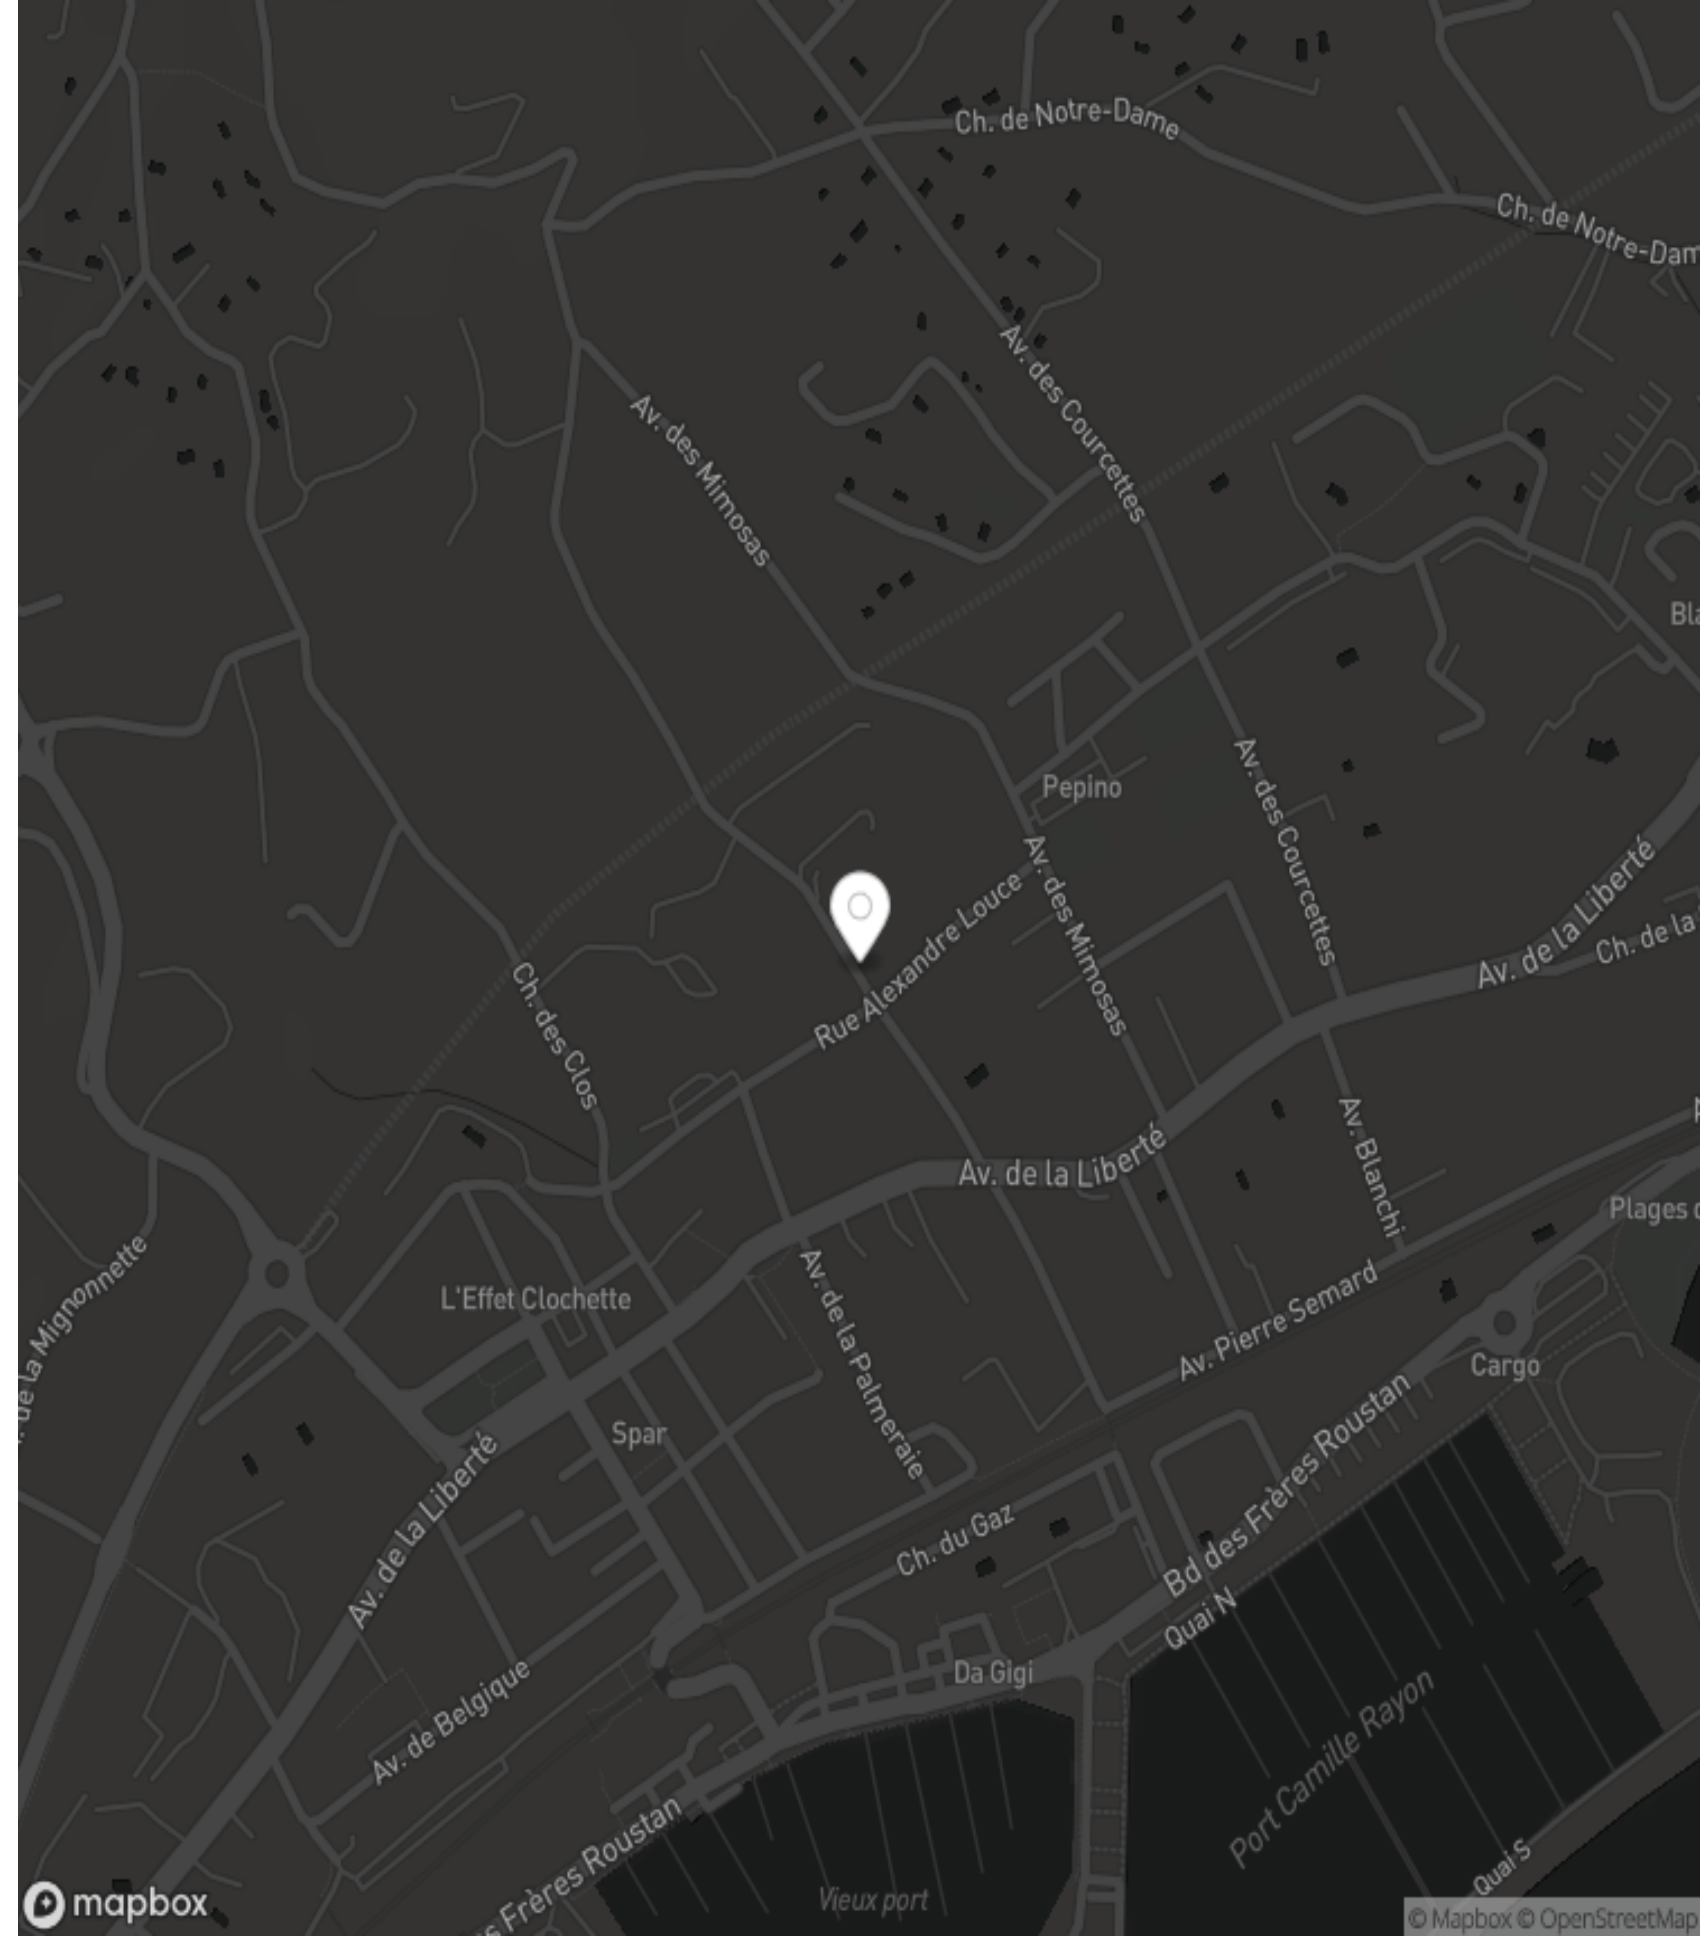 Ch. de Notre-Dame
Ch. de Notre-Dam
Av. des Courcettes
Av. des Mimosas
Bla
Av. des Courcettes
Pepino
Av. des Mimosas
Av. de la Liberté
Rue Alexandre Louce
Ch. de la
Ch. des Clos
Av. Blanchi
Av. de la Liberté
Plages
. de la Mignonnette
L'Effet Clochette
Av. de la Palmeraie
Av. Pierre Semard
Cargo
Spar
Av. de la Liberté
Bd des Frères Roustan
Ch. du Gaz
Quai N
Da Gigi
Av. de Belgique
Port Camille Rayon
s Frères Roustan
Quai S
Vieux port
mapbox
© Mapbox © OpenStreetMap